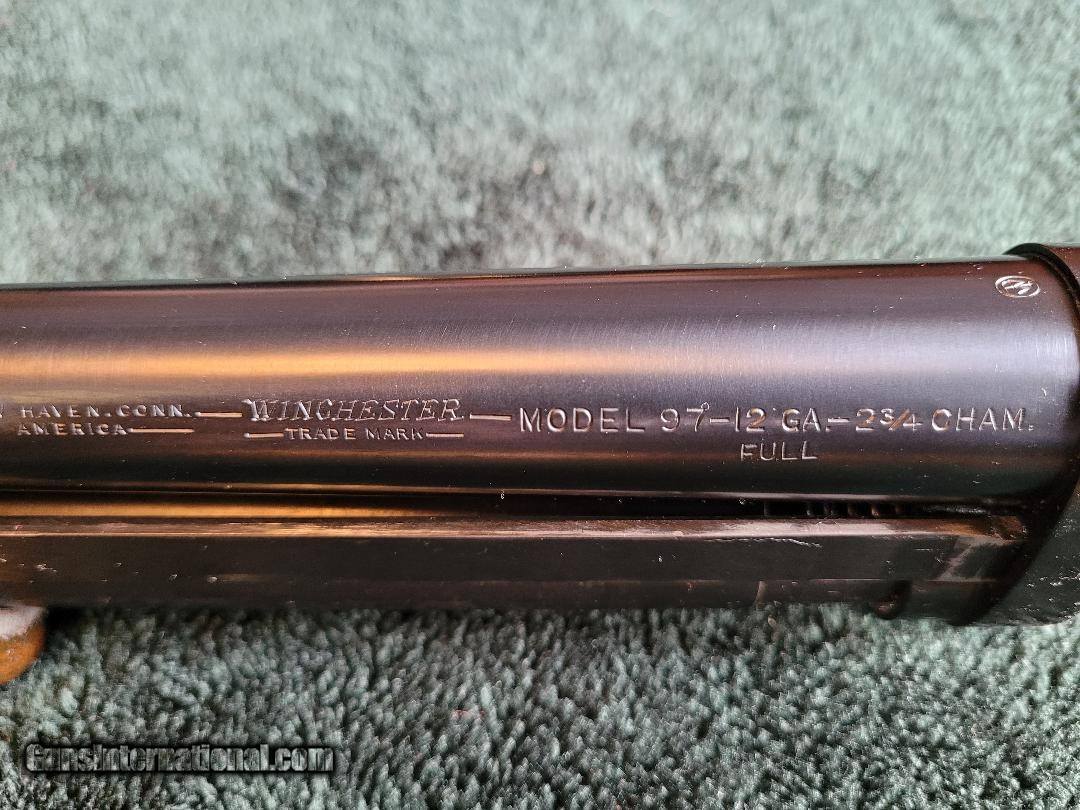 HAVEN. CONN. — WINCHESTER — MODEL 97-12 GA.-2¾ CHAM.
AMERICA — TRADE MARK — FULL
GunsInternational.com